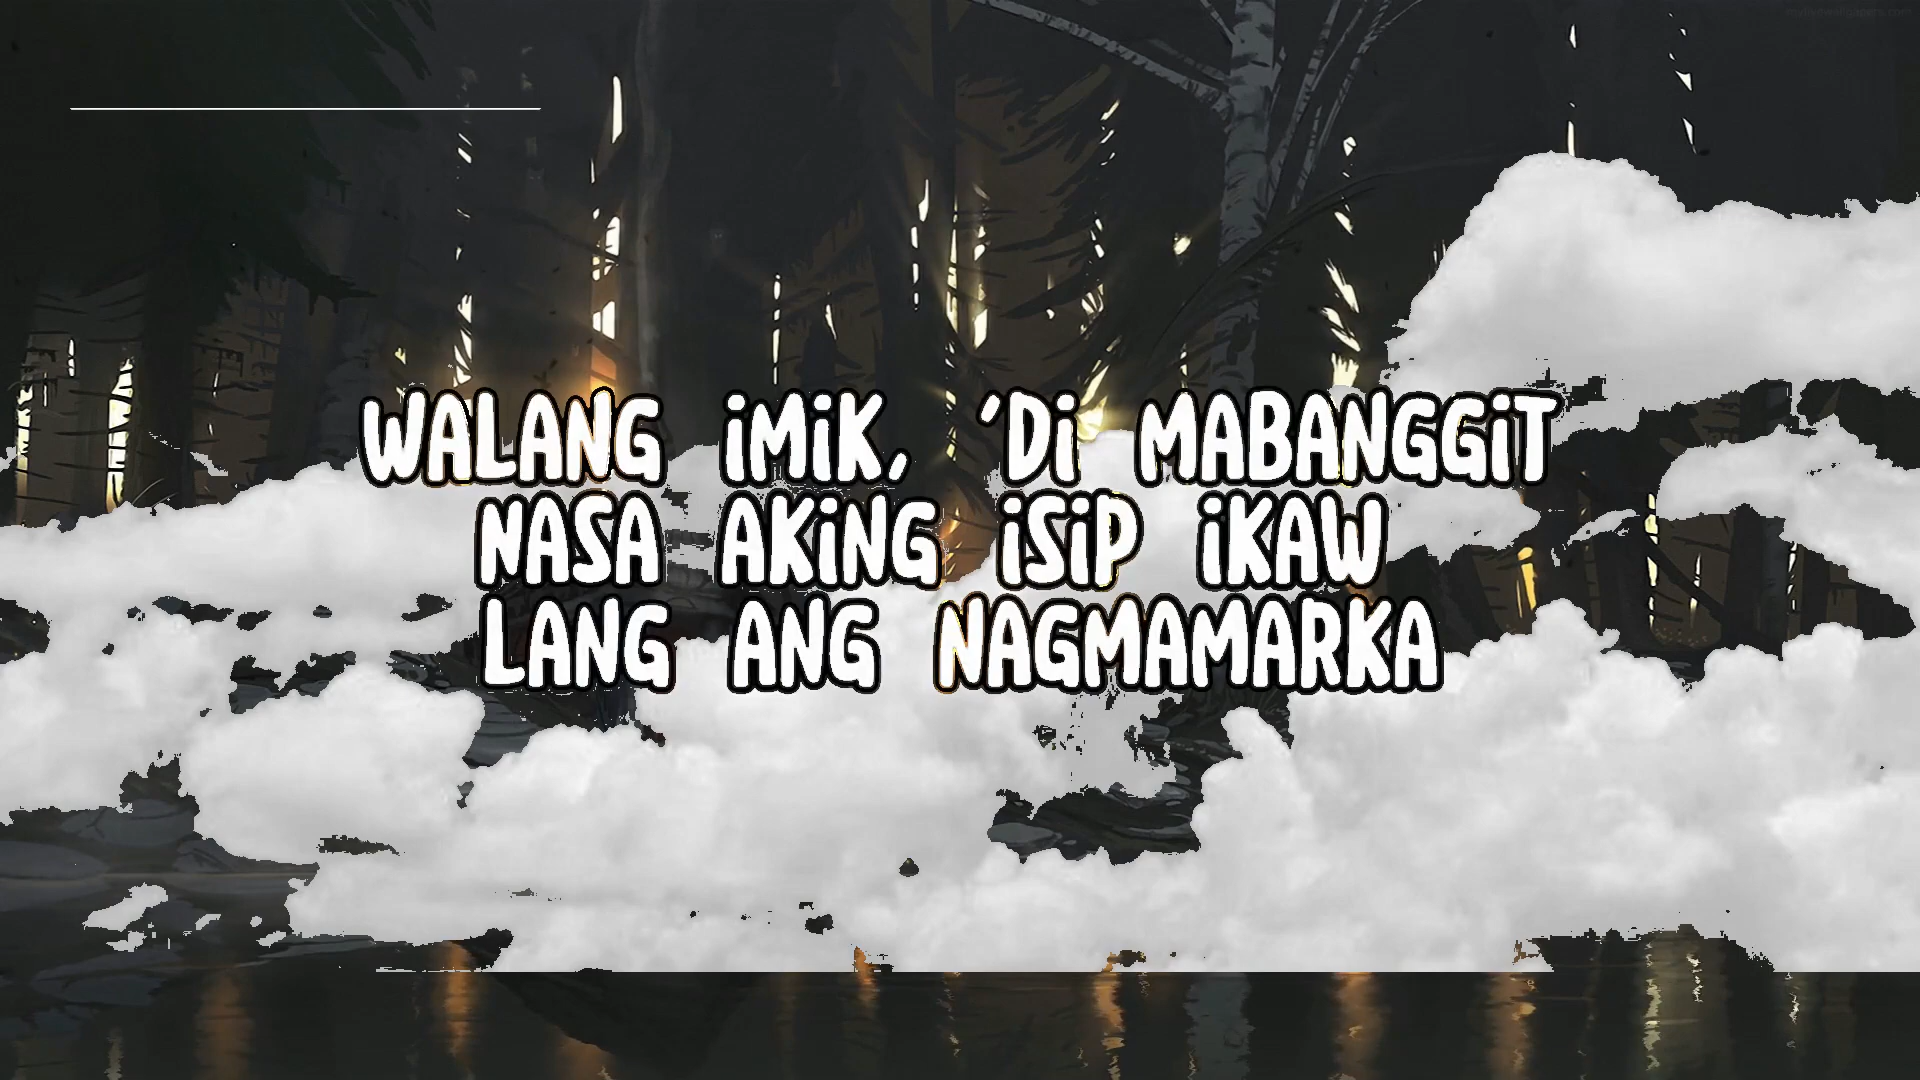 WALANG iMiK, 'Di MABANGGiT
NASA AKiNG iSiP iKAW
LANG ANG NAGMAMARKA